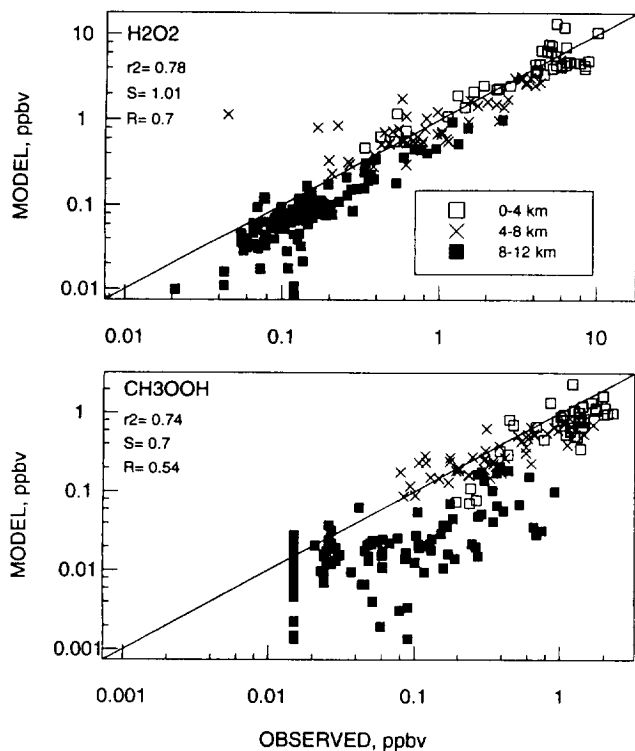 H2O2
r2= 0.78
S= 1.01
R= 0.7
MODEL, ppbv
10
1
0.1
0.01
0-4 km
4-8 km
8-12 km
0.01
0.1
1
10
CH3OOH
r2= 0.74
S= 0.7
R= 0.54
MODEL, ppbv
1
0.1
0.01
0.001
0.001
0.01
0.1
1
OBSERVED, ppbv